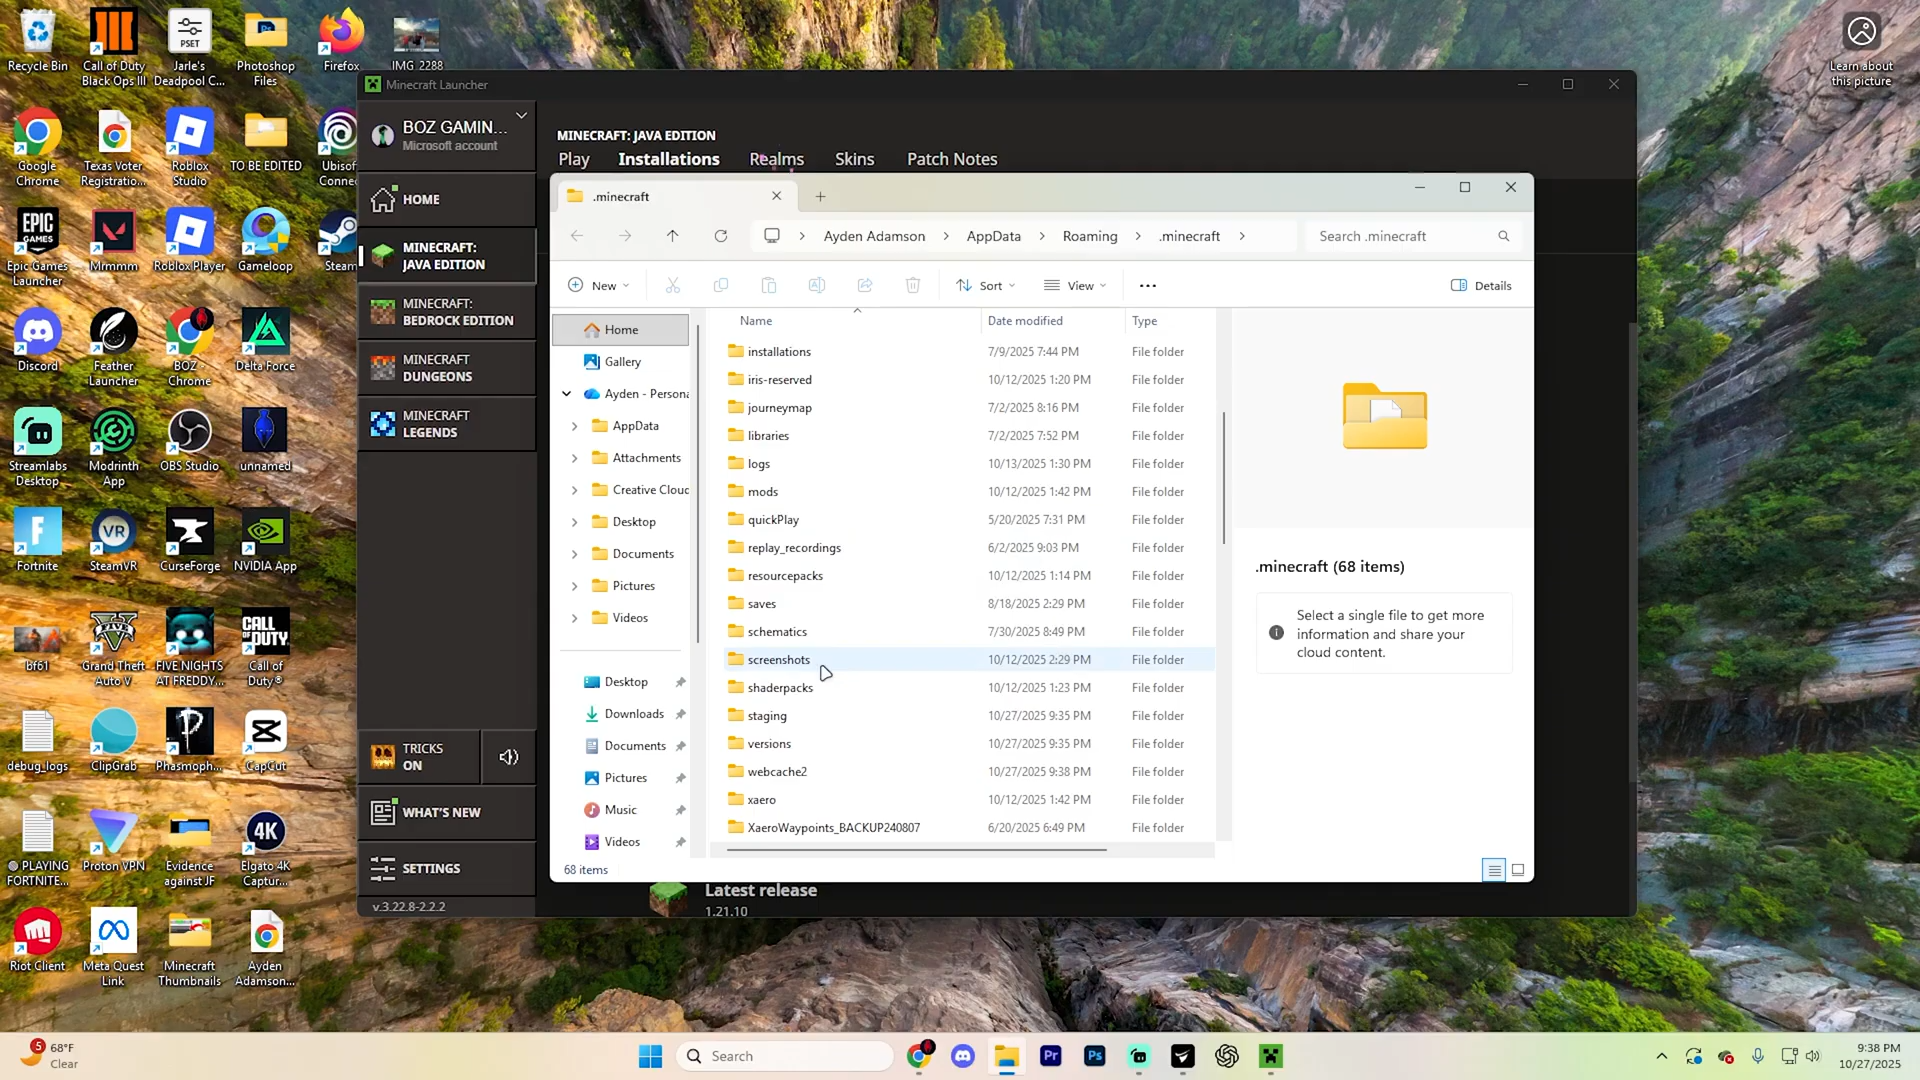 Recycle Bin
Call of Duty
Black Ops III
PSET
Jarle's
Deadpool C...
Photoshop
Files
Firefox
IMG_2288
Learn about
this picture
Google
Chrome
Texas Voter
Registratio...
Roblox
Studio
TO BE EDITED
Ubisof
Conne
EPIC
GAMES
Epic Games
Launcher
Mrmmm
Roblox Player
Gameloop
Steam
Discord
Feather
Launcher
BOZ
Chrome
Delta Force
Streamlabs
Desktop
Modrinth
App
OBS Studio
unnamed
Fortnite
VR
SteamVR
CurseForge
NVIDIA App
bf61
Grand Theft
Auto V
FIVE NIGHTS
AT FREDDY...
CALL OF
DUTY
Call of
Duty®
debug_logs
ClipGrab
Phasmoph...
CapCut
PLAYING
FORTNITE...
Proton VPN
Evidence
against JF
4K
Elgato 4K
Captur...
Riot Client
Meta Quest
Link
Minecraft
Thumbnails
Ayden
Adamson...
Minecraft Launcher
BOZ GAMIN...
Microsoft account
HOME
MINECRAFT:
JAVA EDITION
MINECRAFT:
BEDROCK EDITION
MINECRAFT
DUNGEONS
MINECRAFT
LEGENDS
TRICKS
ON
WHAT'S NEW
SETTINGS
v.3.22.8-2.2.2
MINECRAFT: JAVA EDITION
Play Installations Realms Skins Patch Notes
.minecraft
Ayden Adamson > AppData > Roaming > .minecraft >
Search .minecraft
New
Sort
View
Details
Home
Gallery
Ayden - Persona
AppData
Attachments
Creative Cloud
Desktop
Documents
Pictures
Videos
Desktop
Downloads
Documents
Pictures
Music
Videos
Name Date modified Type
installations 7/9/2025 7:44 PM File folder
iris-reserved 10/12/2025 1:20 PM File folder
journeymap 7/2/2025 8:16 PM File folder
libraries 7/2/2025 7:52 PM File folder
logs 10/13/2025 1:30 PM File folder
mods 10/12/2025 1:42 PM File folder
quickPlay 5/20/2025 7:31 PM File folder
replay_recordings 6/2/2025 9:03 PM File folder
resourcepacks 10/12/2025 1:14 PM File folder
saves 8/18/2025 2:29 PM File folder
schematics 7/30/2025 8:49 PM File folder
screenshots 10/12/2025 2:29 PM File folder
shaderpacks 10/12/2025 1:23 PM File folder
staging 10/27/2025 9:35 PM File folder
versions 10/27/2025 9:35 PM File folder
webcache2 10/27/2025 9:38 PM File folder
xaero 10/12/2025 1:42 PM File folder
XaeroWaypoints_BACKUP240807 6/20/2025 6:49 PM File folder
.minecraft (68 items)
Select a single file to get more
information and share your
cloud content.
68 items
Latest release
1.21.10
5
68°F
Clear
Search
Pr
Ps
9:38 PM
10/27/2025